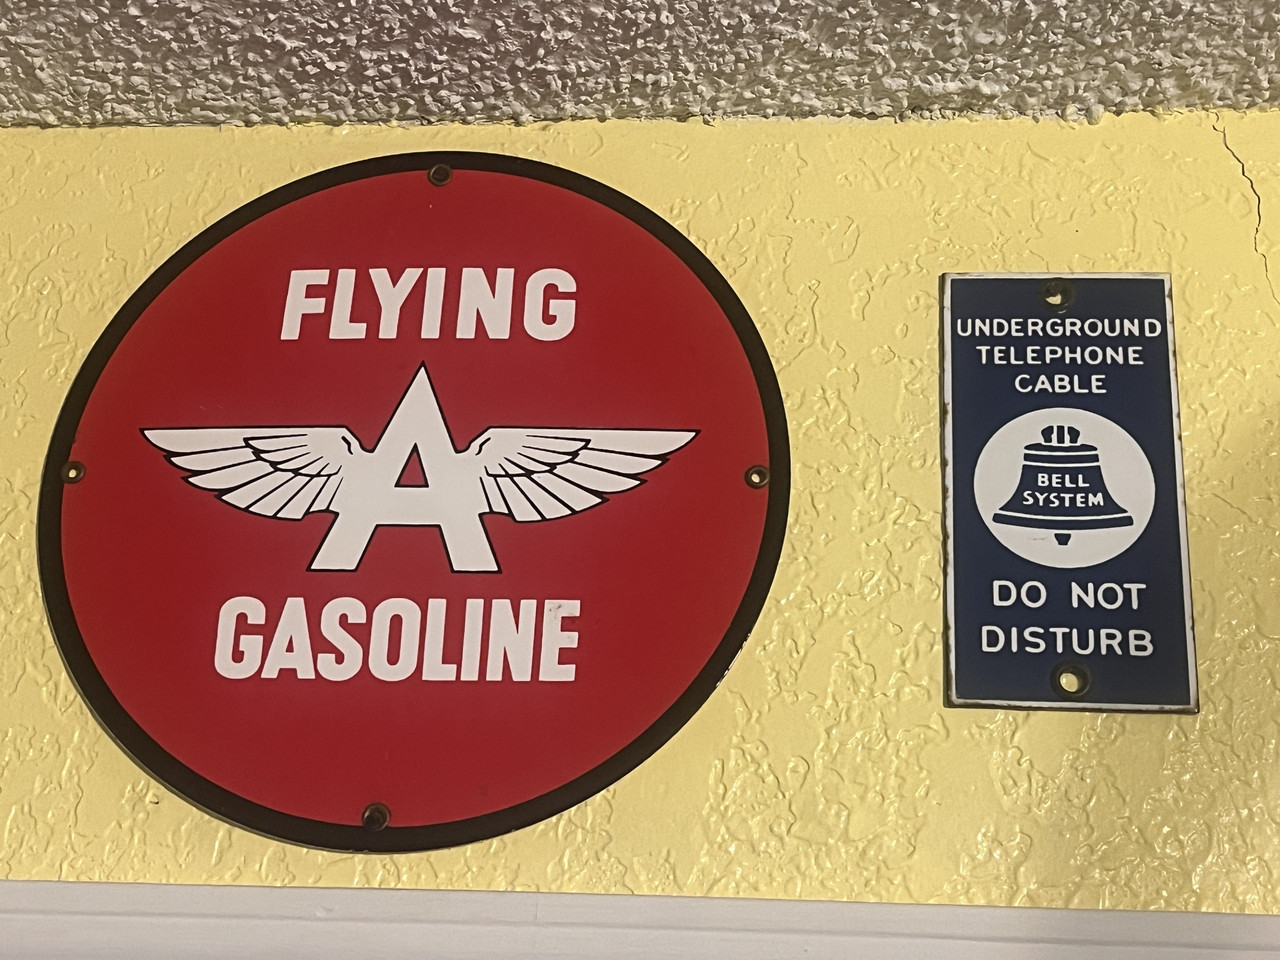 FLYING
A
GASOLINE
UNDERGROUND
TELEPHONE
CABLE
BELL
SYSTEM
DO NOT
DISTURB